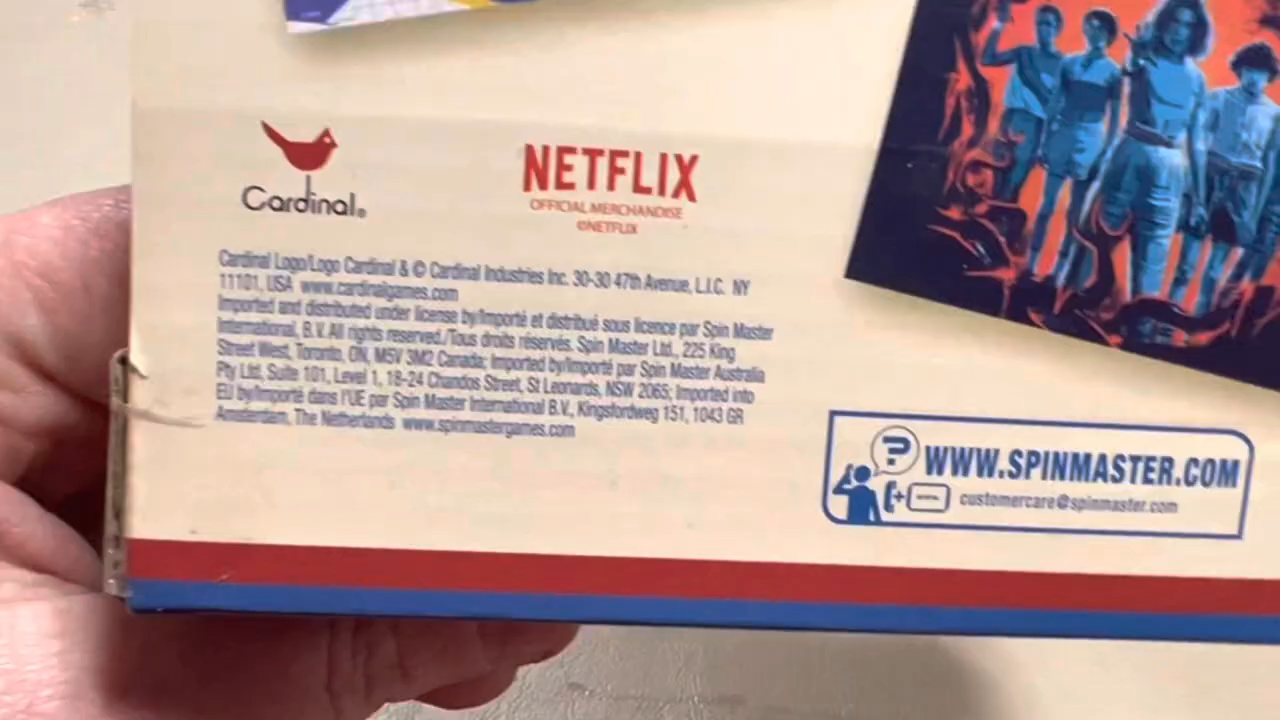 Cardinal®
NETFLIX
OFFICIAL MERCHANDISE
©NETFLIX
Cardinal Logo/Logo Cardinal & © Cardinal Industries Inc. 30-30 47th Avenue, L.I.C. NY
11101, USA www.cardinalgames.com
Imported and distributed under license by/Importé et distribué sous licence par Spin Master
International, B.V. All rights reserved./Tous droits réservés. Spin Master Ltd., 225 King
Street West, Toronto, ON, M5V 3M2 Canada; Imported by/Importé par Spin Master Australia
Pty Ltd, Suite 101, Level 1, 18-24 Chandos Street, St Leonards, NSW 2065; Imported into
EU by/Importé dans l'UE par Spin Master International B.V., Kingsfordweg 151, 1043 GR
Amsterdam, The Netherlands www.spinmastergames.com
?
WWW.SPINMASTER.COM
customercare@spinmaster.com